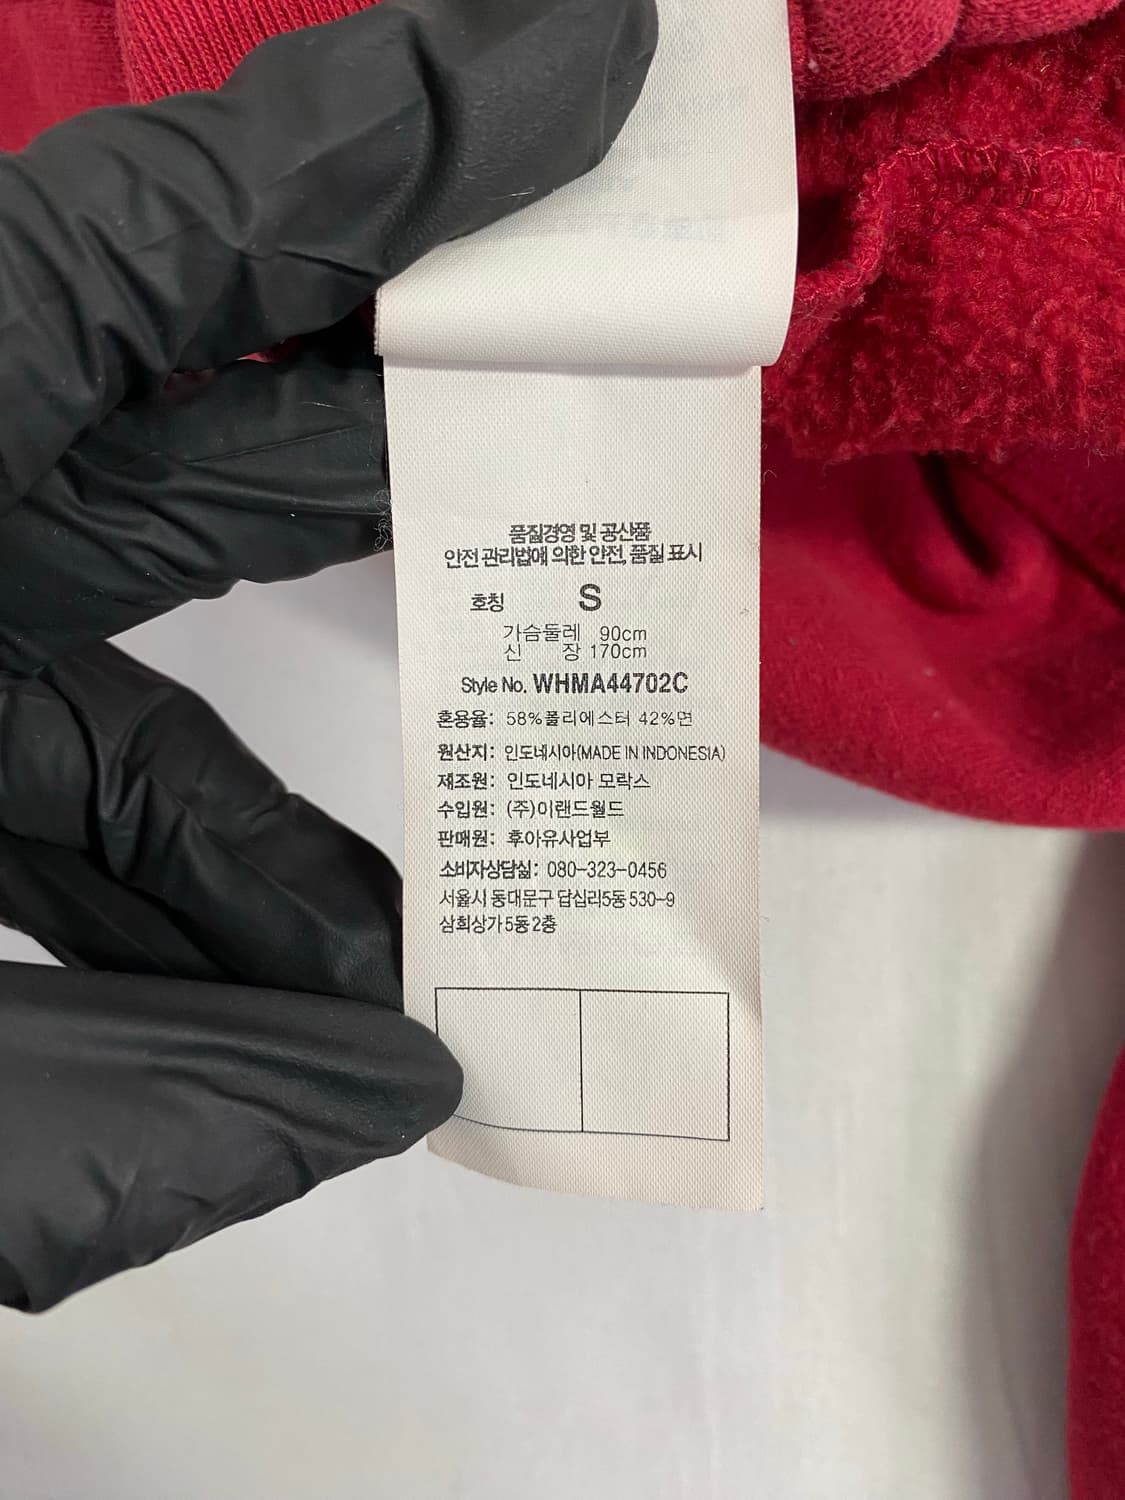 품질경영 및 공산품
안전 관리법에 의한 안전, 품질 표시
호칭 S
가슴둘레 90cm
신 장 170cm
Style No. WHMA44702C
혼용율: 58%폴리에스터 42%면
원산지: 인도네시아(MADE IN INDONESIA)
제조원: 인도네시아 모락스
수입원: (주)이랜드월드
판매원: 후아유사업부
소비자상담실: 080-323-0456
서울시 동대문구 답십리5동 530-9
삼희상가 5동 2층